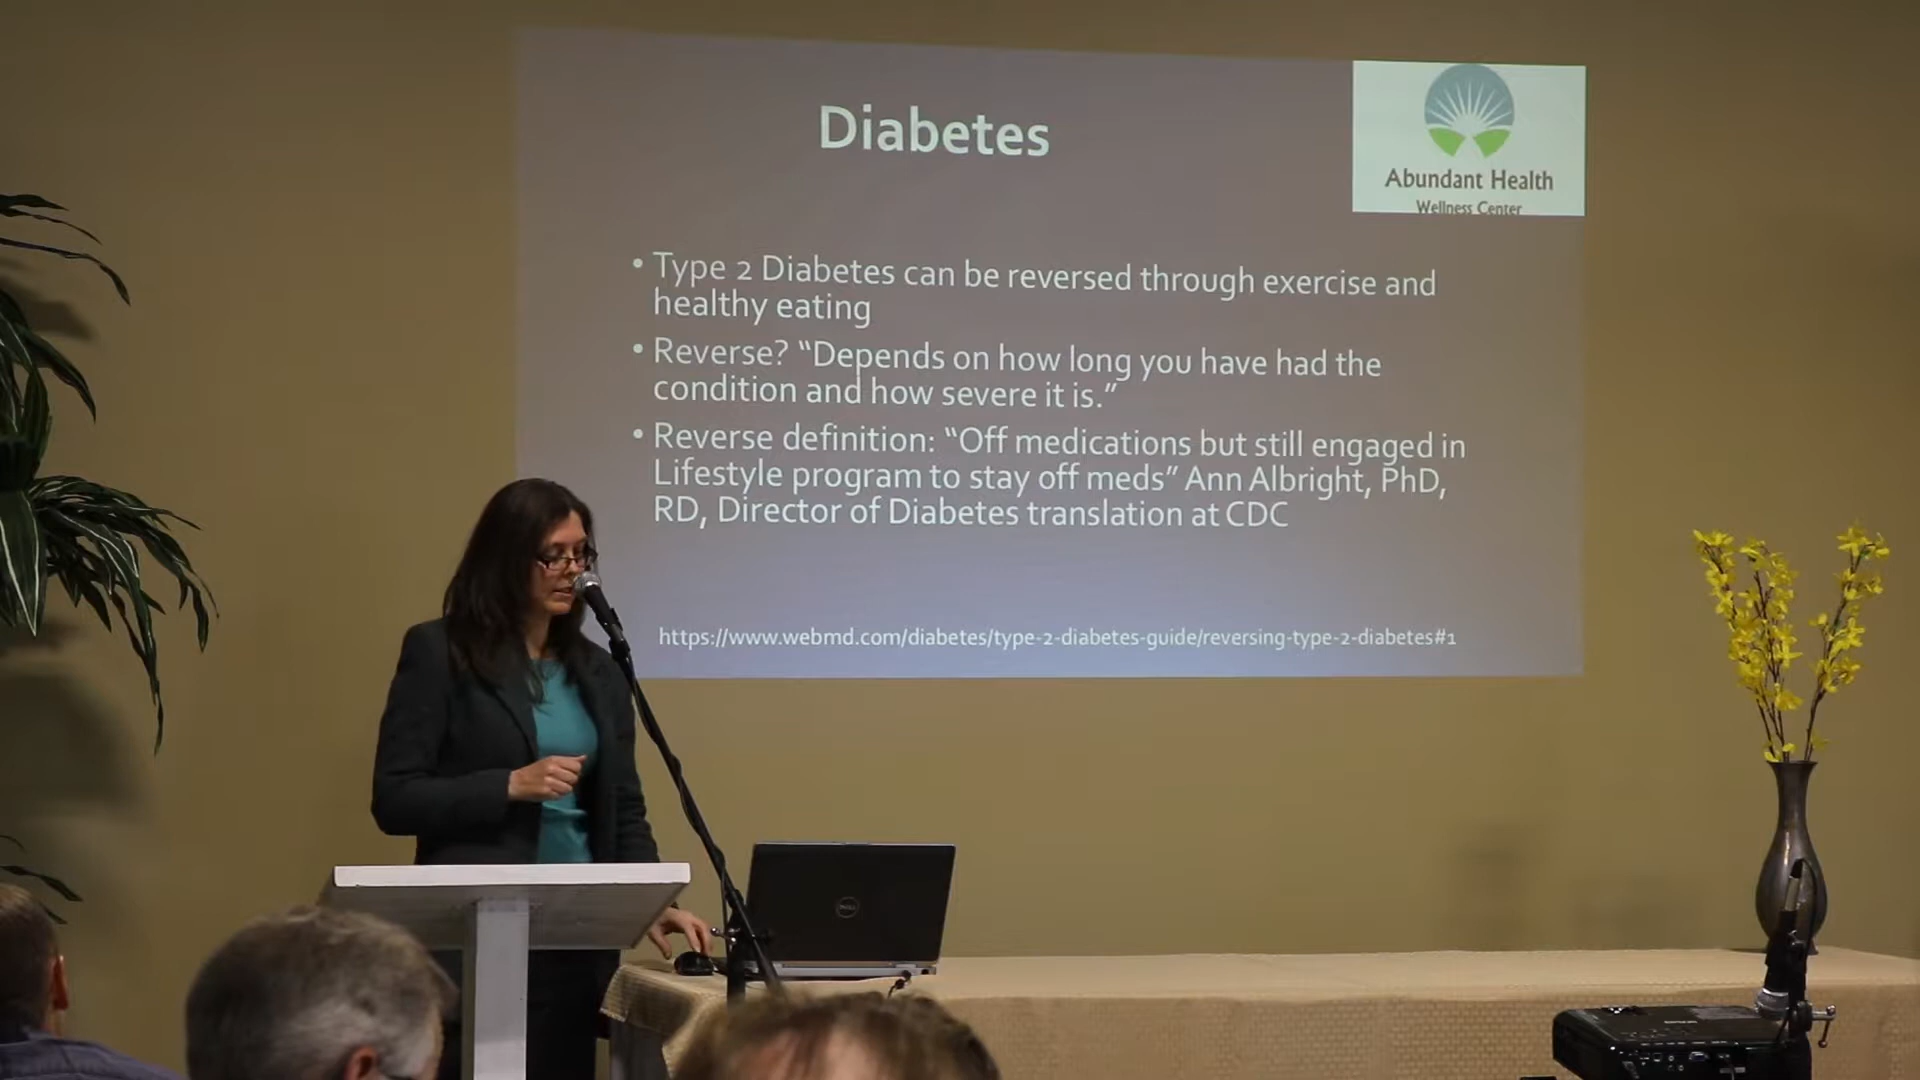 Diabetes
Abundant Health
Wellness Center
• Type 2 Diabetes can be reversed through exercise and
healthy eating
• Reverse? “Depends on how long you have had the
condition and how severe it is.”
• Reverse definition: “Off medications but still engaged in
Lifestyle program to stay off meds” Ann Albright, PhD,
RD, Director of Diabetes translation at CDC
https://www.webmd.com/diabetes/type-2-diabetes-guide/reversing-type-2-diabetes#1
DELL
EPSON